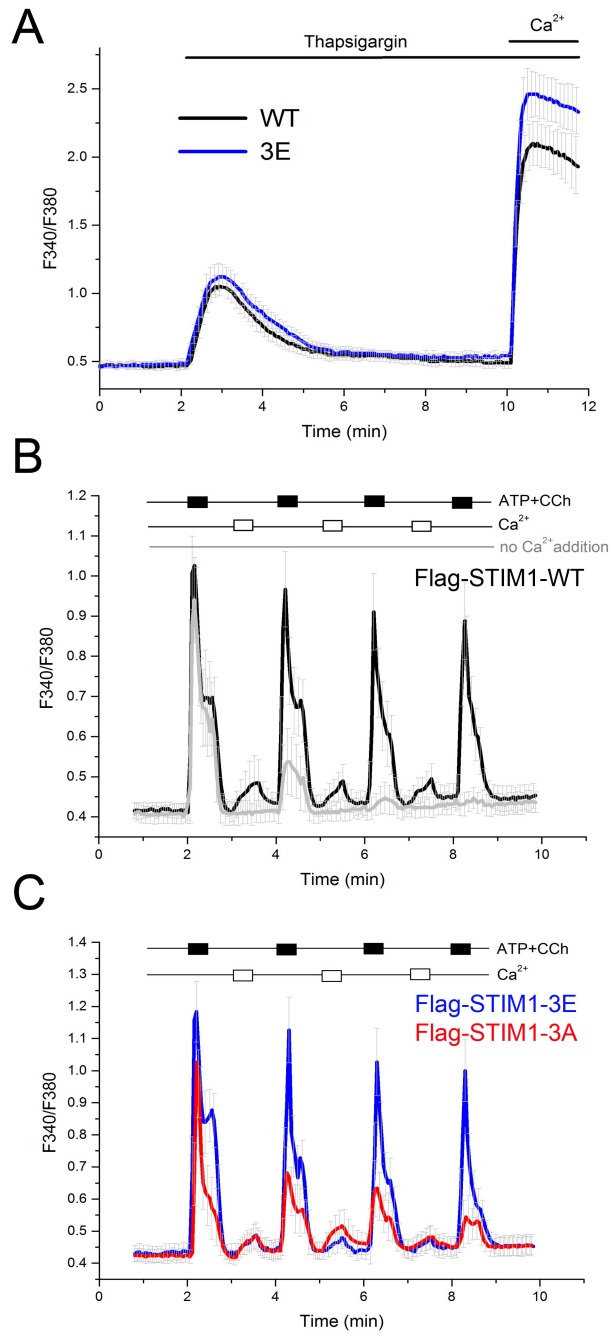 A
Ca²⁺
Thapsigargin
WT
3E
2.5
2.0
1.5
1.0
0.5
F340/F380
0 2 4 6 8 10 12
Time (min)
B
ATP+CCh
Ca²⁺
no Ca²⁺addition
Flag-STIM1-WT
1.2
1.1
1.0
0.9
0.8
0.7
0.6
0.5
0.4
F340/F380
0 2 4 6 8 10
Time (min)
C
ATP+CCh
Ca²⁺
Flag-STIM1-3E
Flag-STIM1-3A
1.4
1.3
1.2
1.1
1.0
0.9
0.8
0.7
0.6
0.5
0.4
F340/F380
0 2 4 6 8 10
Time (min)